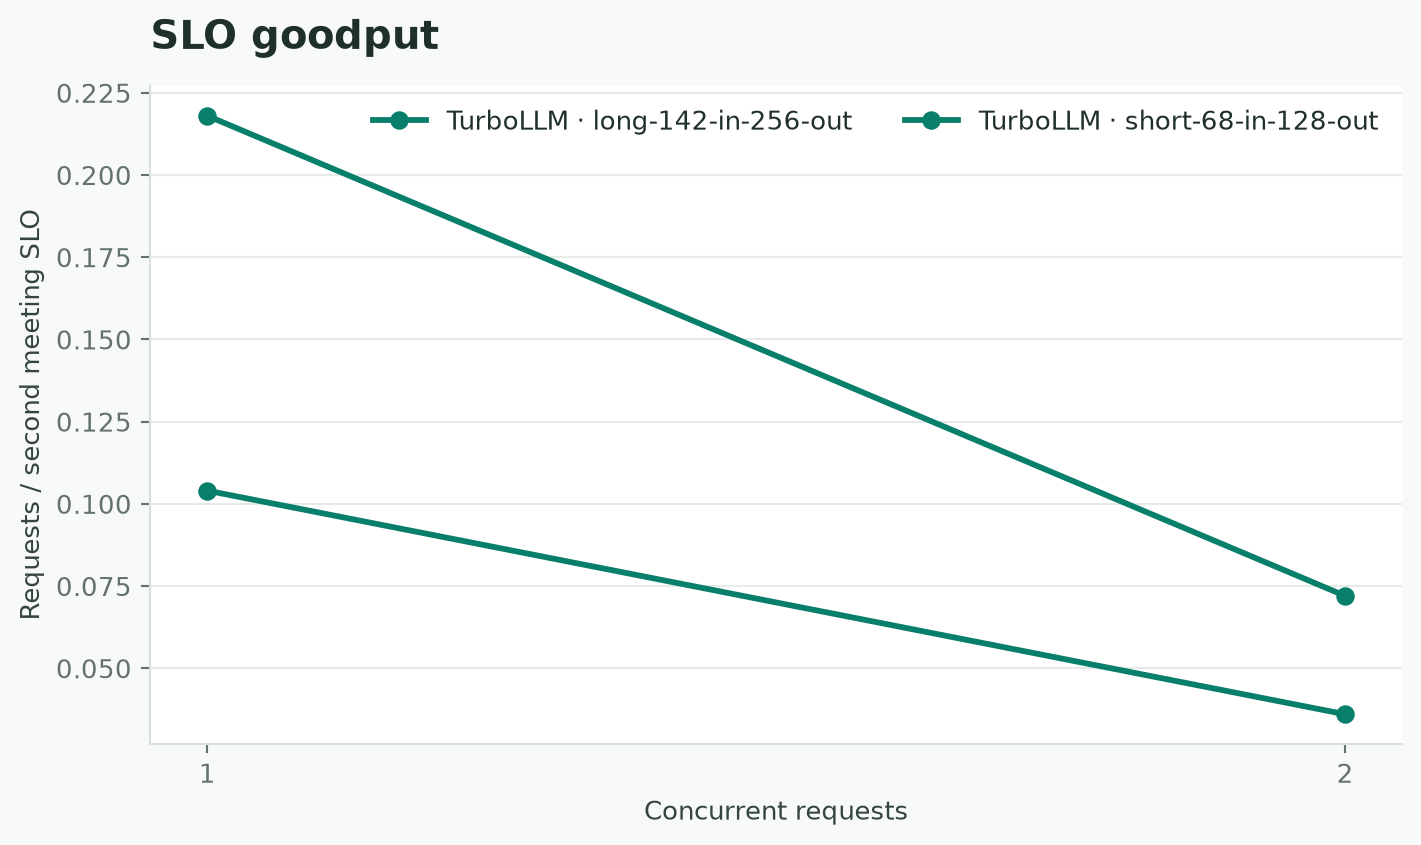 SLO goodput
TurboLLM · long-142-in-256-out
TurboLLM · short-68-in-128-out
Requests / second meeting SLO
0.225
0.200
0.175
0.150
0.125
0.100
0.075
0.050
1
2
Concurrent requests